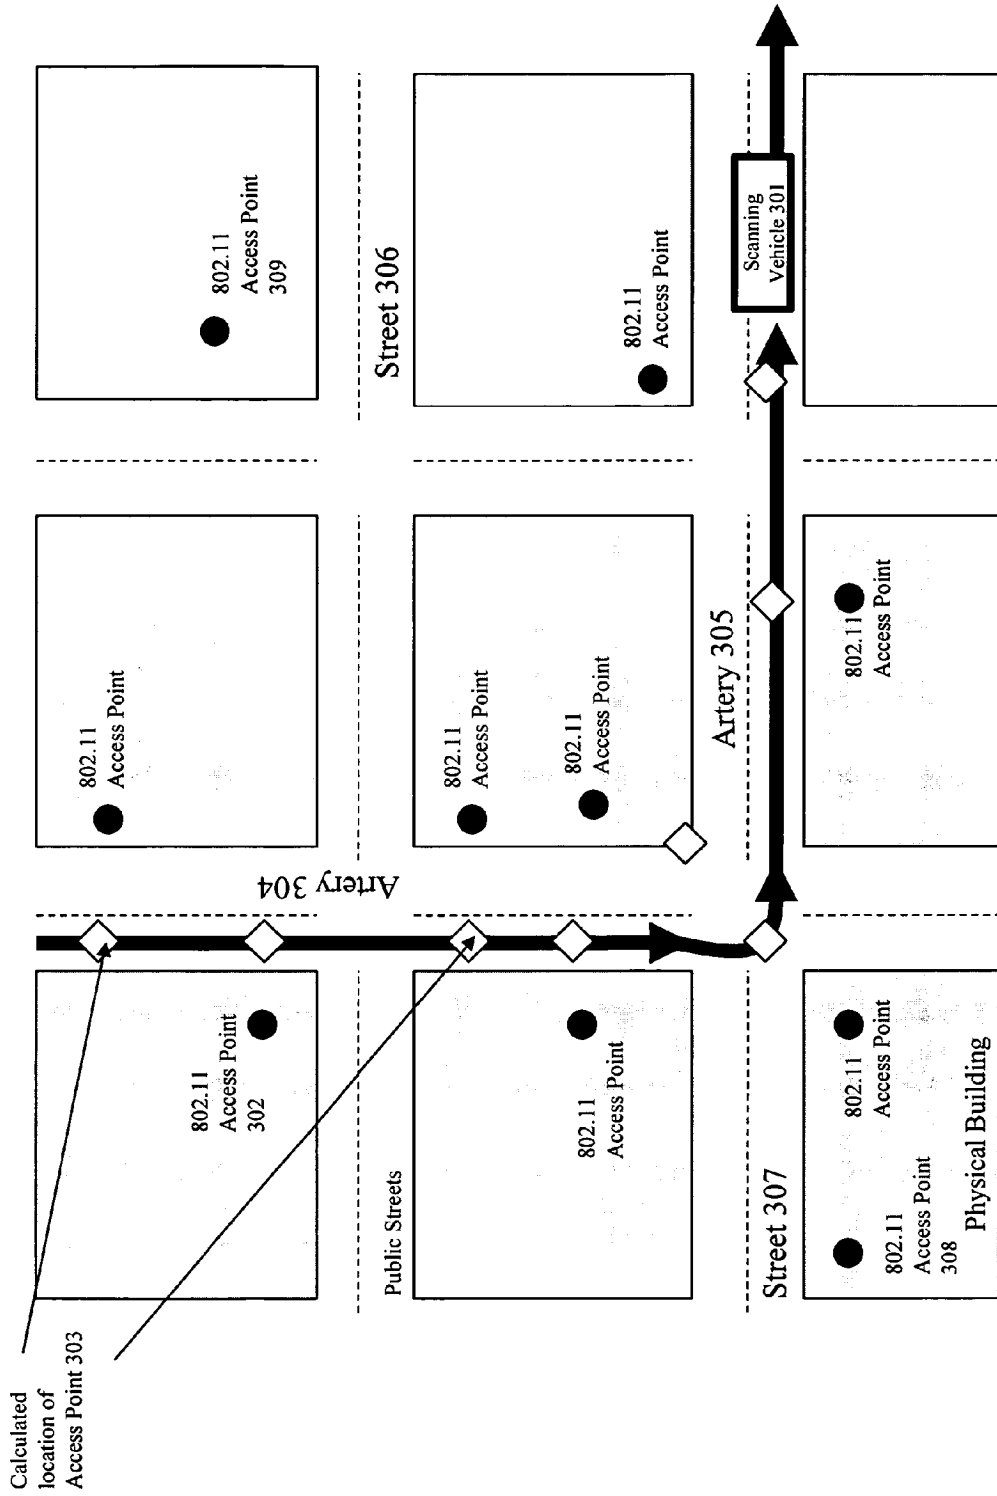 Calculated
location of
Access Point 303
802.11
Access Point
802.11
Access Point
302
802.11
Access Point
309
Artery 304
Public Streets
Street 306
802.11
Access Point
802.11
Access Point
802.11
Access Point
802.11
Access Point
Artery 305
Scanning
Vehicle 301
Street 307
802.11
Access Point
308
802.11
Access Point
802.11
Access Point
Physical Building